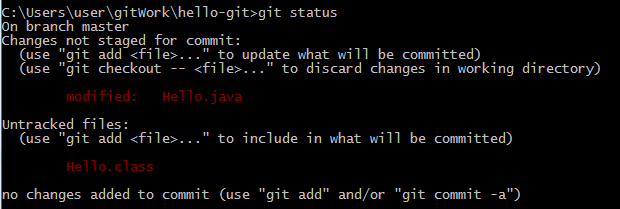 C:\Users\user\gitWork\hello-git>git status
On branch master
Changes not staged for commit:
  (use "git add <file>..." to update what will be committed)
  (use "git checkout -- <file>..." to discard changes in working directory)
        modified:   Hello.java
Untracked files:
  (use "git add <file>..." to include in what will be committed)
        Hello.class
no changes added to commit (use "git add" and/or "git commit -a")